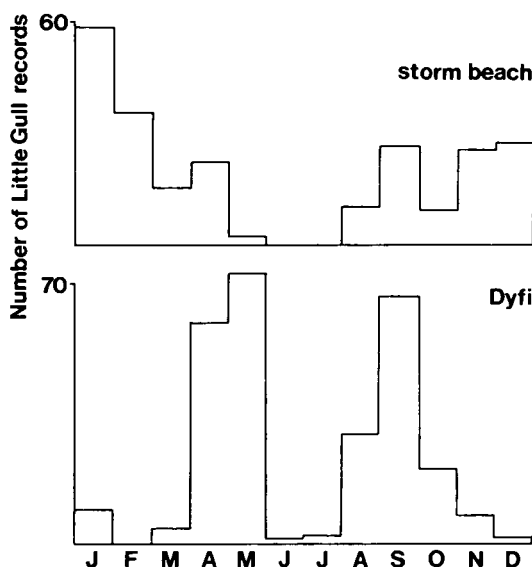 Number of Little Gull records
60
storm beach
70
Dyfi
J F M A M J J A S O N D